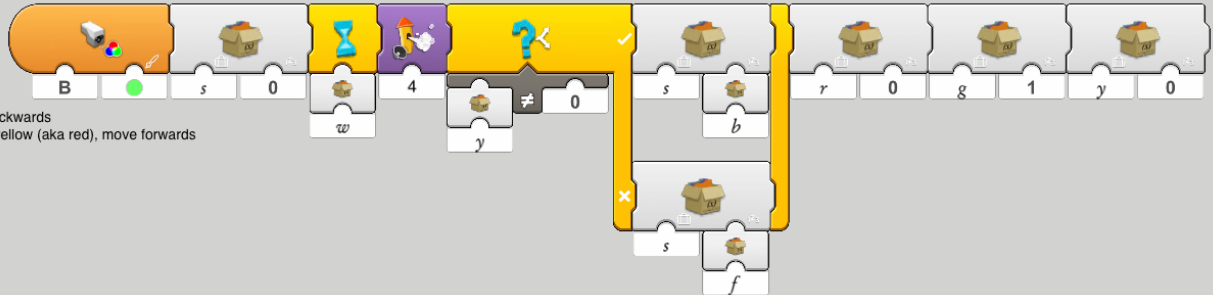 B s 0 4 ≠ 0 s r 0 g 1 y 0
w y b
ckwards
ellow (aka red), move forwards
s
f